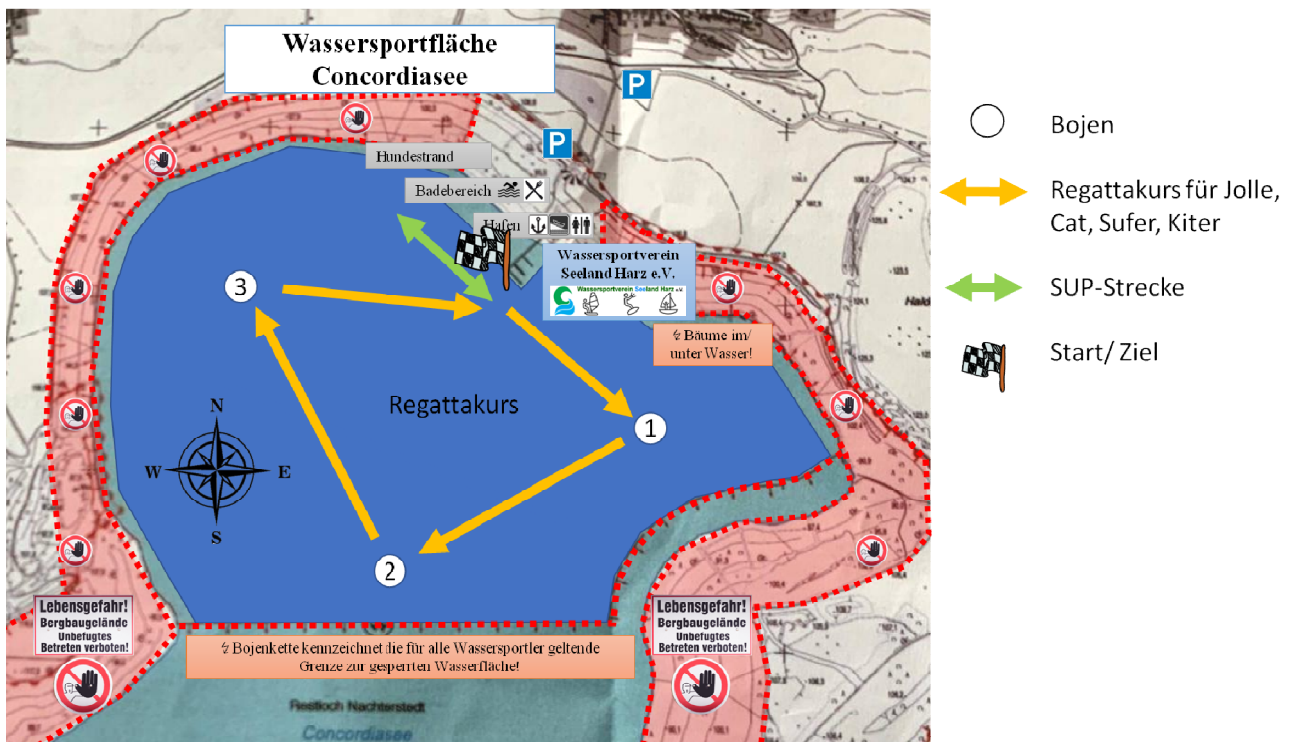 Wassersportfläche
Concordiasee
P
P
Hundestrand
Badebereich
Hafen
Wassersportverein
Seeland Harz e.V.
Wassersportverein Seeland Harz e.V.
Bäume im/
unter Wasser!
3
Regattakurs
1
N
W E
S
2
Lebensgefahr!
Bergbaugelände
Unbefugtes
Betreten verboten!
Lebensgefahr!
Bergbaugelände
Unbefugtes
Betreten verboten!
Bojenkette kennzeichnet die für alle Wassersportler geltende
Grenze zur gesperrten Wasserfläche!
Restloch Nachterstedt
Concordiasee
Bojen
Regattakurs für Jolle,
Cat, Sufer, Kiter
SUP-Strecke
Start/ Ziel